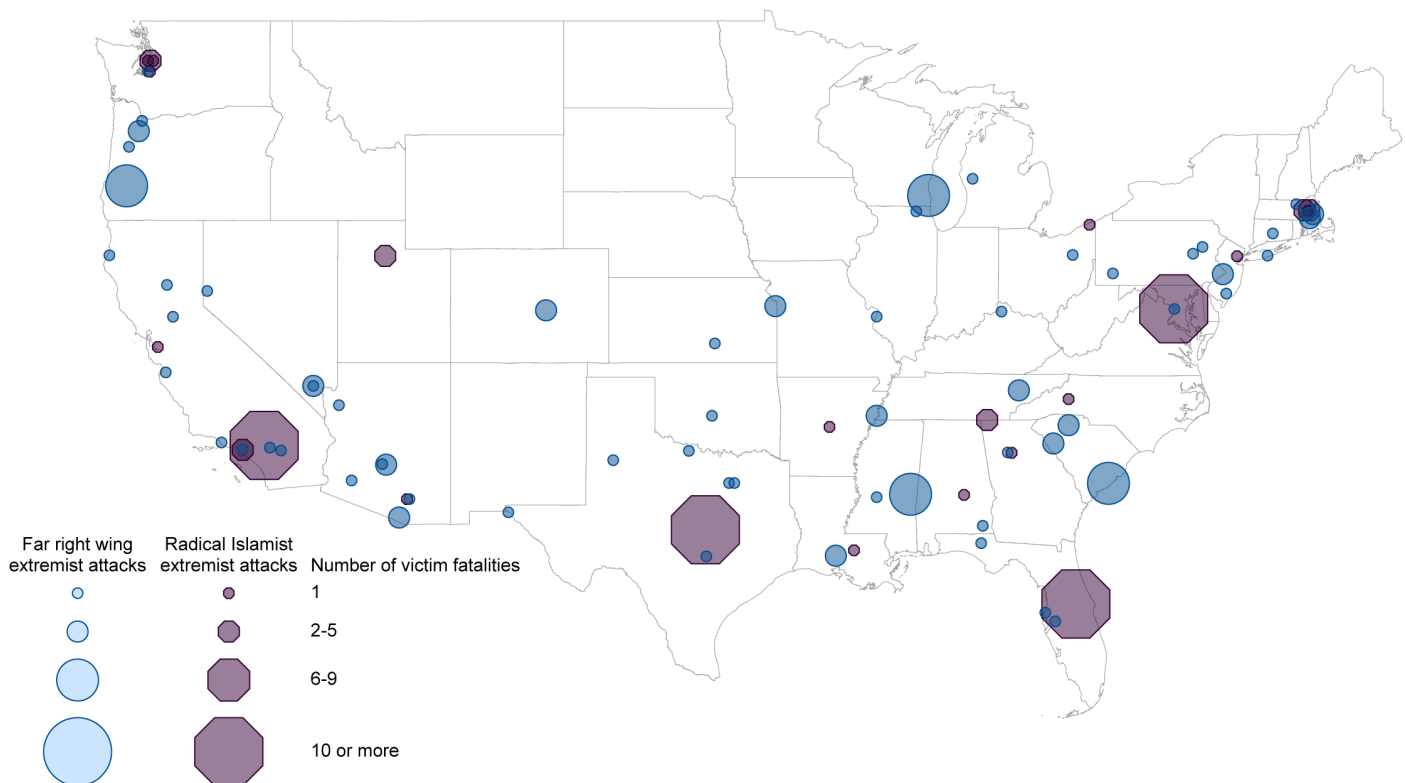 Far right wing
extremist attacks
Radical Islamist
extremist attacks
Number of victim fatalities
1
2-5
6-9
10 or more